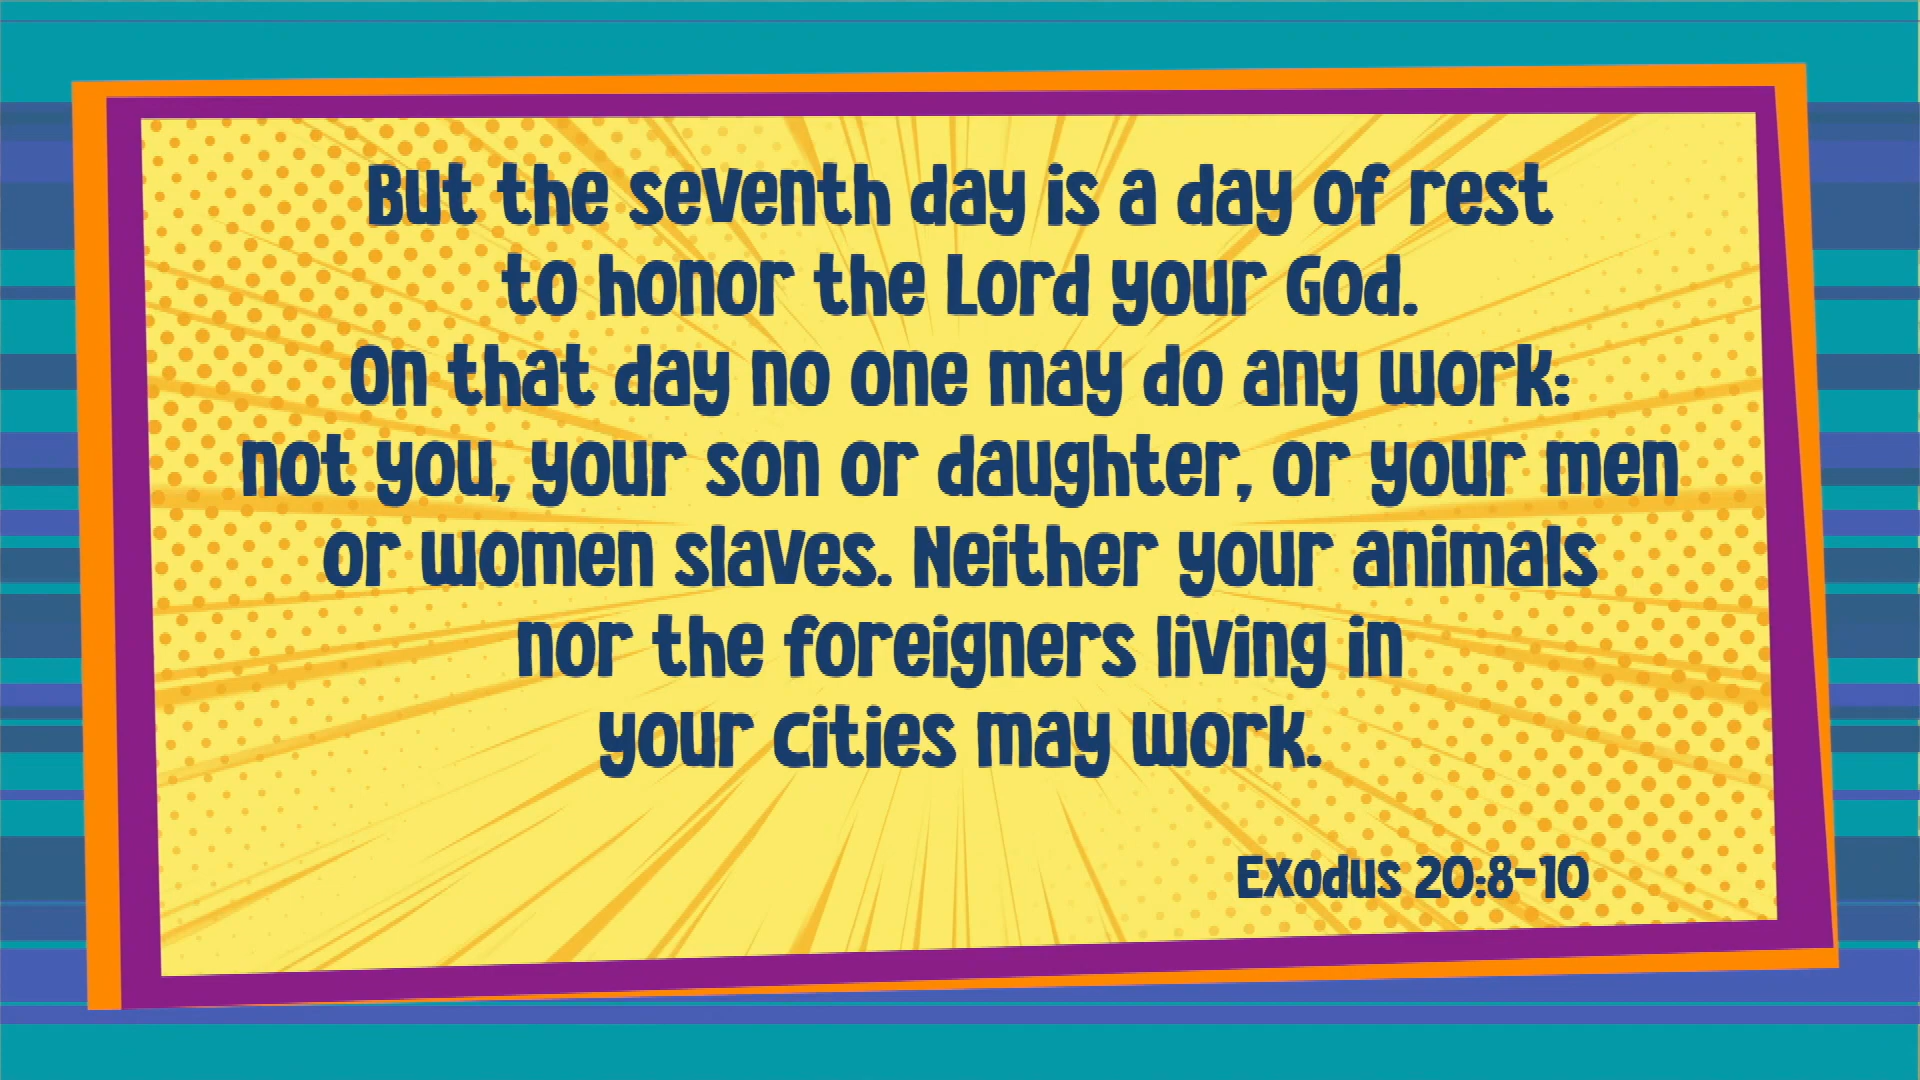 But the seventh day is a day of rest
to honor the Lord your God.
On that day no one may do any work:
not you, your son or daughter, or your men
or women slaves. Neither your animals
nor the foreigners living in
your cities may work.
Exodus 20:8-10